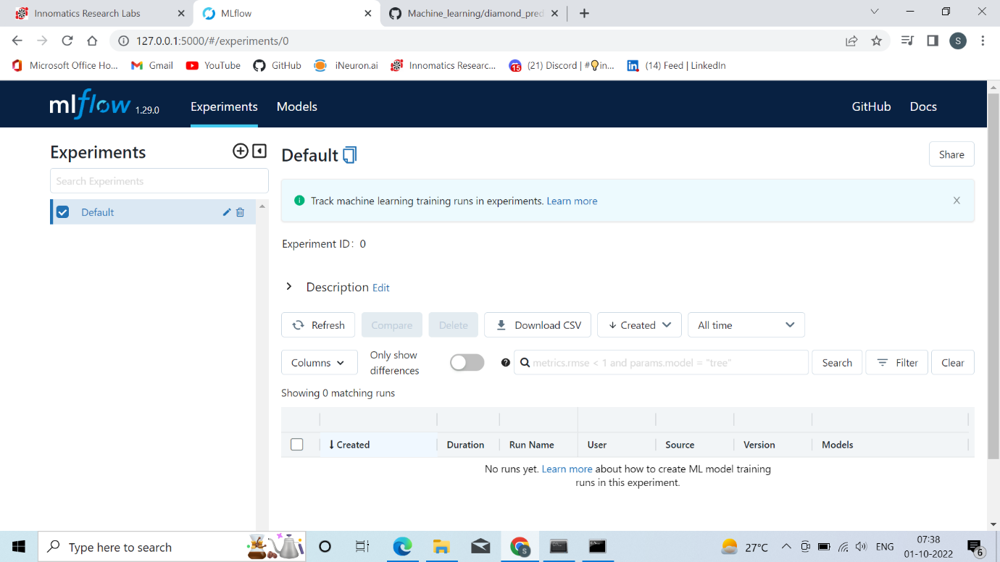 Innomatics Research Labs
MLflow
Machine_learning/diamond_pred
127.0.0.1:5000/#/experiments/0
S
Microsoft Office Ho...
Gmail
YouTube
GitHub
iNeuron.ai
Innomatics Researc...
15
(21) Discord | #💡in...
in
(14) Feed | LinkedIn
mlflow 1.29.0
Experiments
Models
GitHub
Docs
Experiments
Search Experiments
Default
Default
Share
Track machine learning training runs in experiments. Learn more
Experiment ID: 0
Description Edit
Refresh
Compare
Delete
Download CSV
Created
All time
Columns
Only show
differences
?
metrics.rmse < 1 and params.model = "tree"
Search
Filter
Clear
Showing 0 matching runs
Created
Duration
Run Name
User
Source
Version
Models
No runs yet. Learn more about how to create ML model training
runs in this experiment.
Type here to search
S
27°C
ENG
07:38
01-10-2022
6